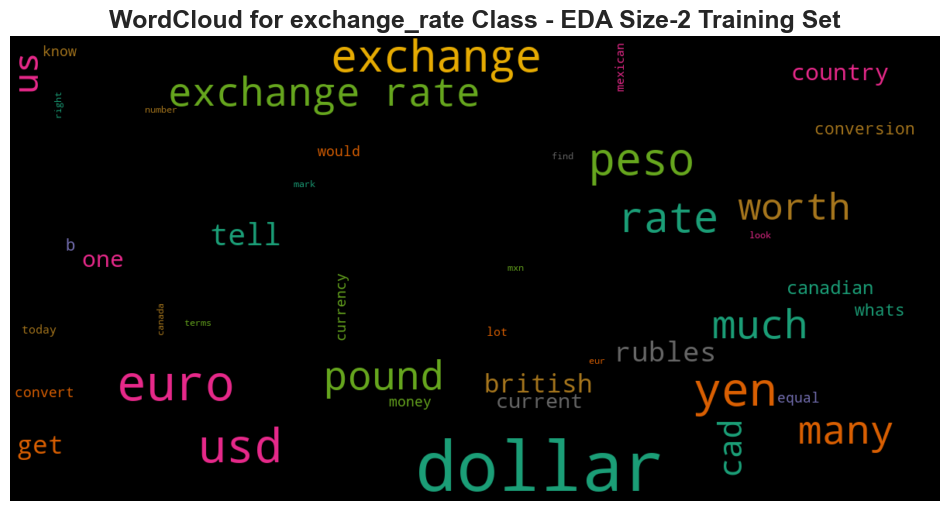 WordCloud for exchange_rate Class - EDA Size-2 Training Set
us
know
exchange
mexican
country
exchange rate
right
number
conversion
would
find
peso
mark
worth
rate
tell
look
b
one
mxn
currency
canadian
canada
whats
today
terms
lot
much
rubles
eur
euro
pound
british
yen
convert
money
current
equal
get
usd
cad
many
dollar